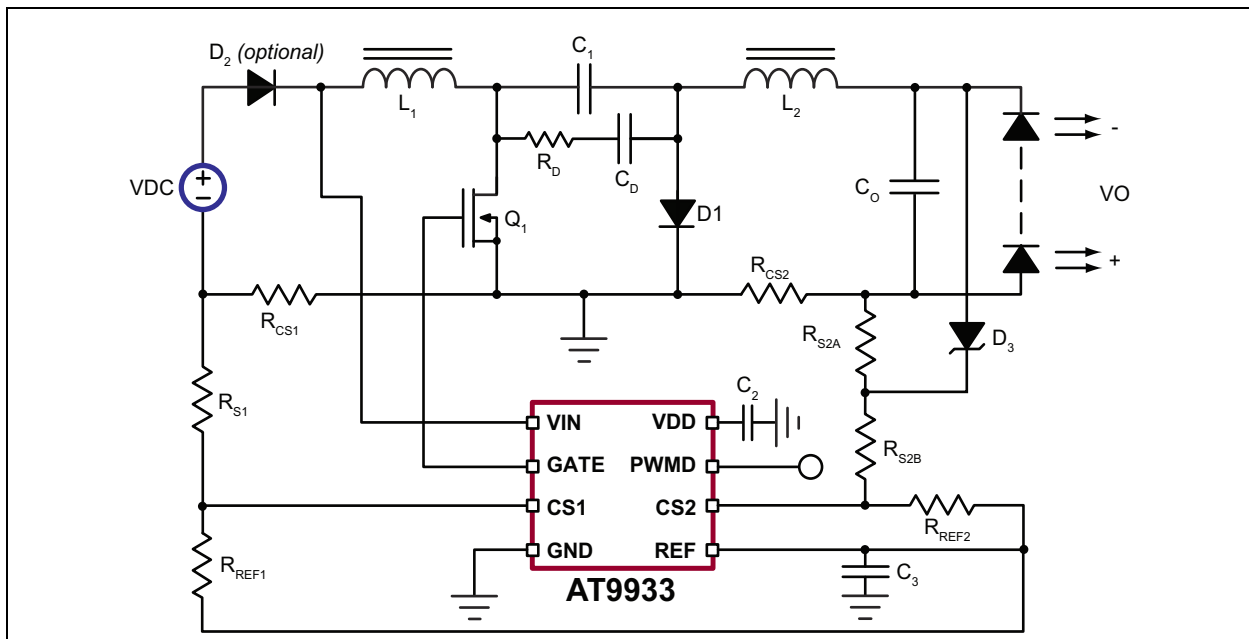 D2 (optional)
L1
C1
L2
RD
CD
VDC
+
−
Q1
D1
CO
-
VO
+
RCS1
RCS2
RS2A
D3
RS1
C2
VIN
VDD
RS2B
GATE
PWMD
CS1
CS2
RREF2
GND
REF
RREF1
C3
AT9933